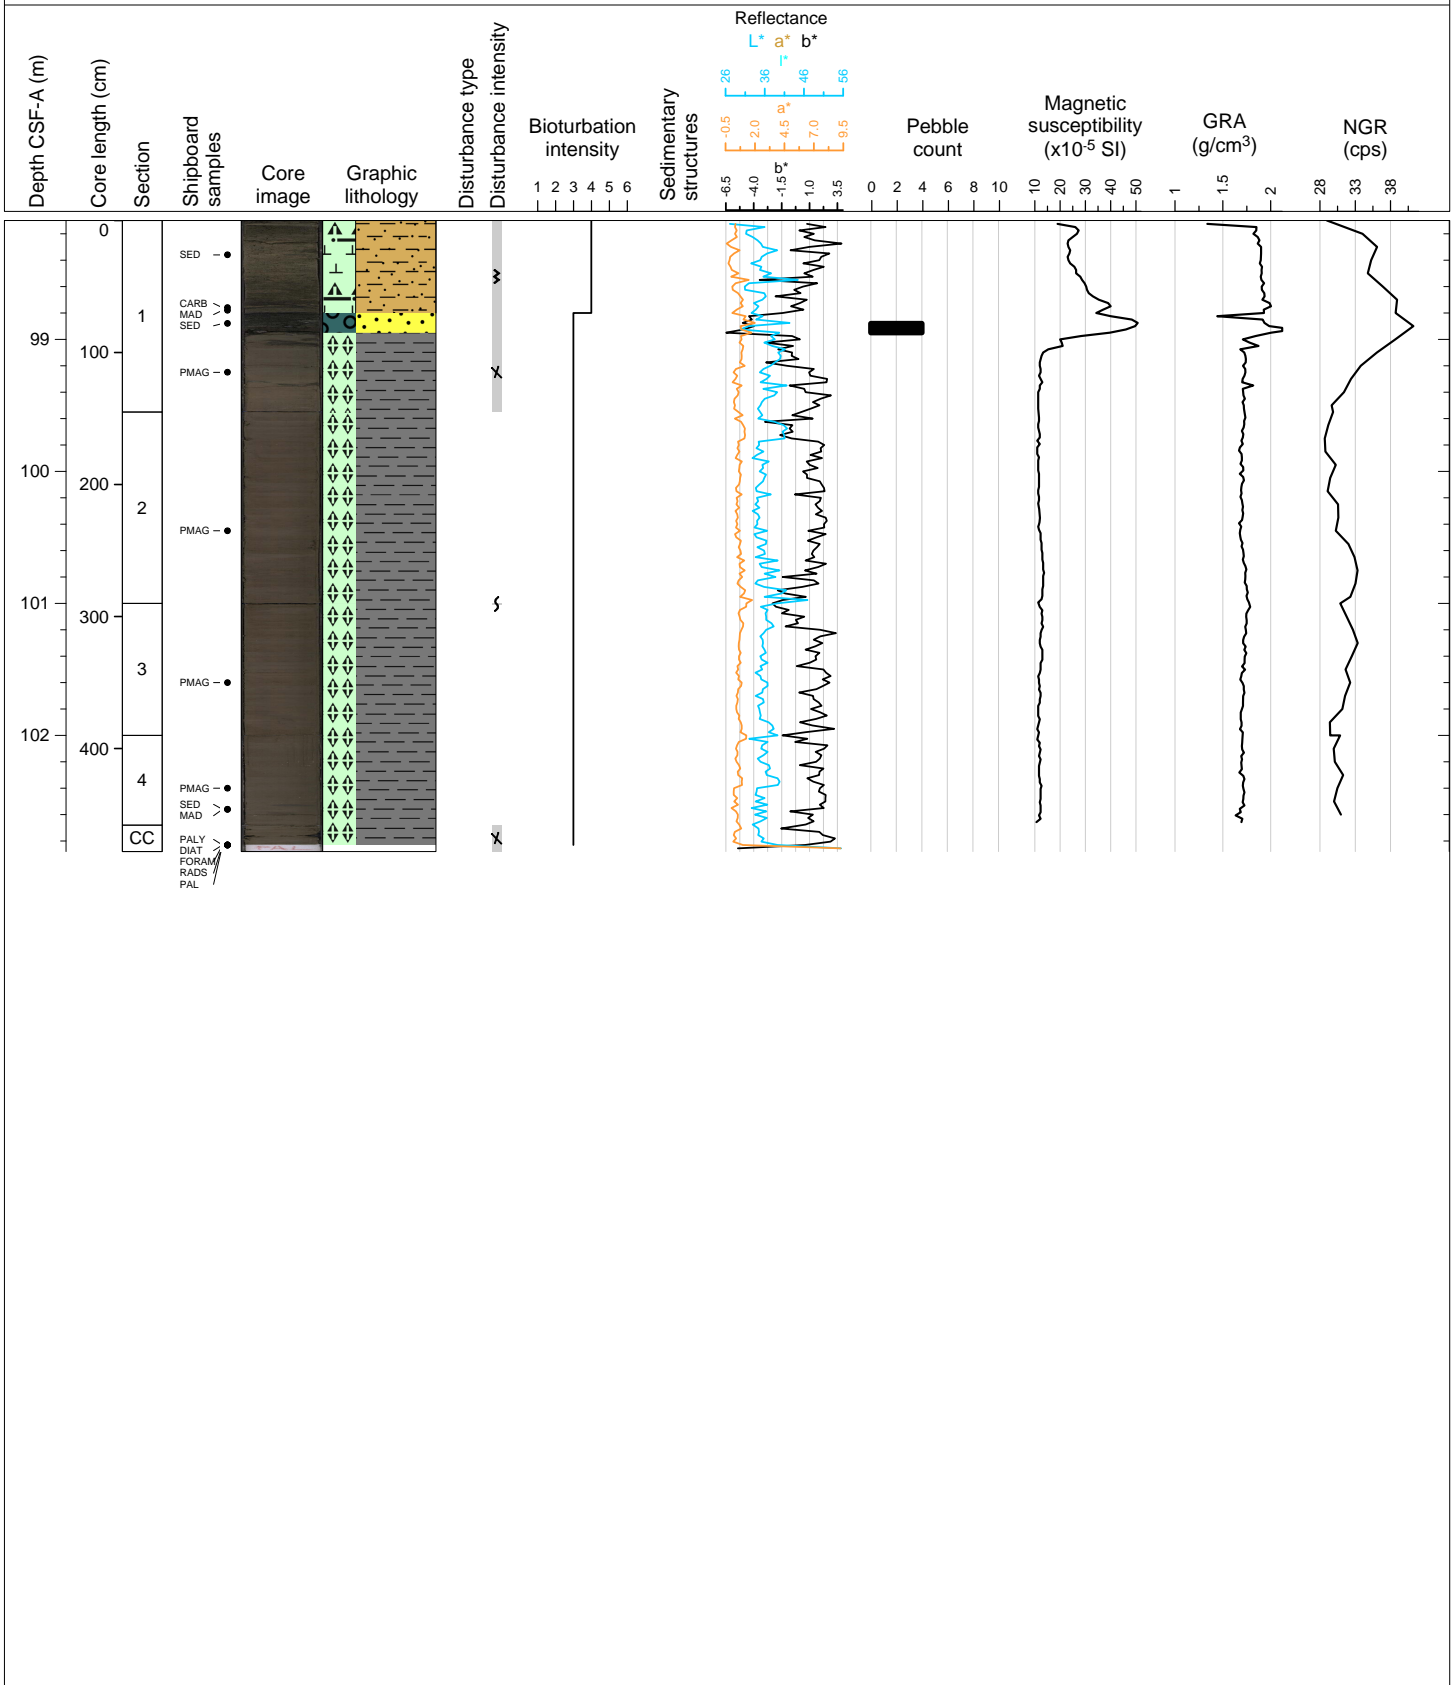 Depth CSF-A (m)
Core length (cm)
Section
Shipboard
samples
Core
image
Graphic
lithology
Disturbance type
Disturbance intensity
Bioturbation
intensity
1 2 3 4 5 6
Sedimentary
structures
Reflectance
L* a* b*
l*
26 36 46 56
a*
-0.5 2.0 4.5 7.0 9.5
b*
-6.5 -4.0 -1.5 1.0 3.5
Pebble
count
0 2 4 6 8 10
Magnetic
susceptibility
(x10-5 SI)
10 20 30 40 50
GRA
(g/cm3)
1 1.5 2
NGR
(cps)
28 33 38
0
SED
CARB
MAD
SED
1
99
100
PMAG
100
200
2
PMAG
101
300
3
PMAG
102
400
4
PMAG
SED
MAD
CC
PALY
DIAT
FORAM
RADS
PAL